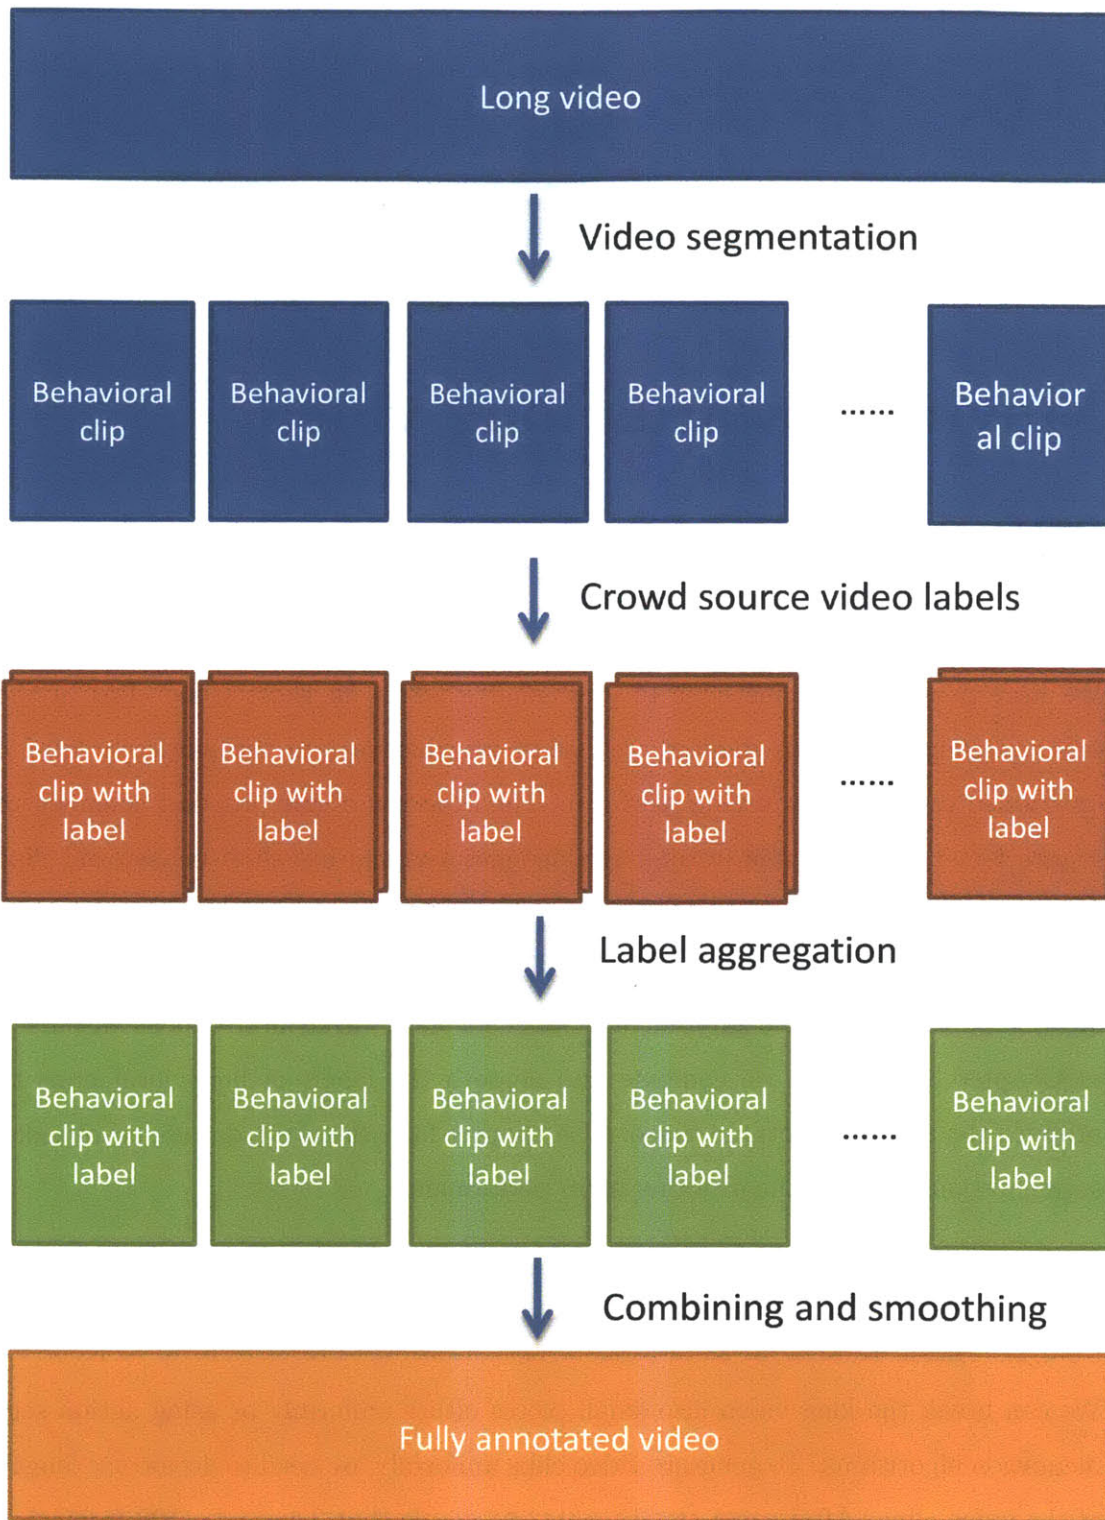 Long video
Video segmentation
Behavioral
clip
Behavioral
clip
Behavioral
clip
Behavioral
clip
......
Behavior
al clip
Crowd source video labels
Behavioral
clip with
label
Behavioral
clip with
label
Behavioral
clip with
label
Behavioral
clip with
label
......
Behavioral
clip with
label
Label aggregation
Behavioral
clip with
label
Behavioral
clip with
label
Behavioral
clip with
label
Behavioral
clip with
label
......
Behavioral
clip with
label
Combining and smoothing
Fully annotated video